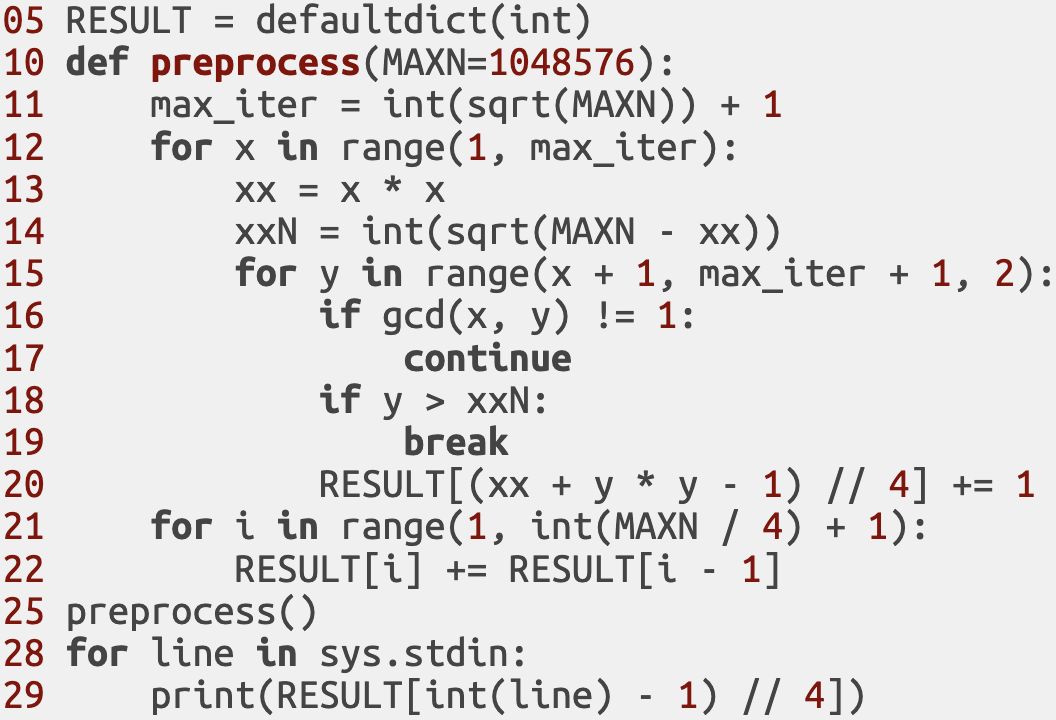 05 RESULT = defaultdict(int)
10 def preprocess(MAXN=1048576):
11     max_iter = int(sqrt(MAXN)) + 1
12     for x in range(1, max_iter):
13         xx = x * x
14         xxN = int(sqrt(MAXN - xx))
15         for y in range(x + 1, max_iter + 1, 2):
16             if gcd(x, y) != 1:
17                 continue
18             if y > xxN:
19                 break
20             RESULT[(xx + y * y - 1) // 4] += 1
21     for i in range(1, int(MAXN / 4) + 1):
22         RESULT[i] += RESULT[i - 1]
25 preprocess()
28 for line in sys.stdin:
29     print(RESULT[int(line) - 1) // 4])